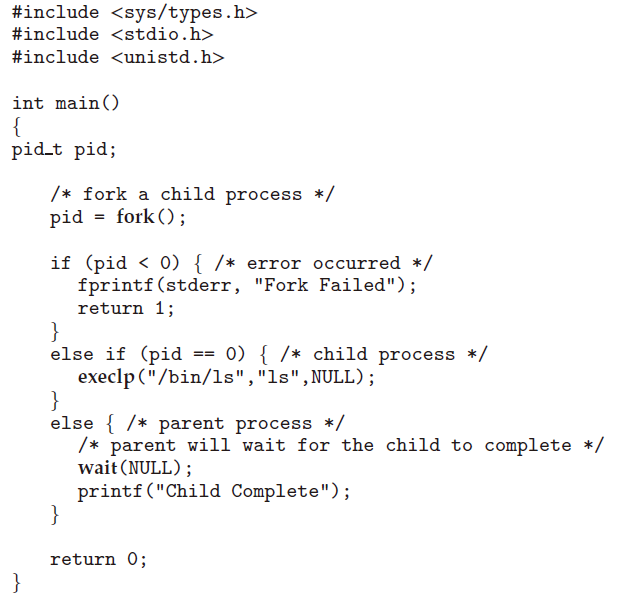 #include <sys/types.h>
#include <stdio.h>
#include <unistd.h>
int main()
{
pid_t pid;
/* fork a child process */
pid = fork();
if (pid < 0) { /* error occurred */
fprintf(stderr, "Fork Failed");
return 1;
}
else if (pid == 0) { /* child process */
execlp("/bin/ls","ls",NULL);
}
else { /* parent process */
/* parent will wait for the child to complete */
wait(NULL);
printf("Child Complete");
}
return 0;
}